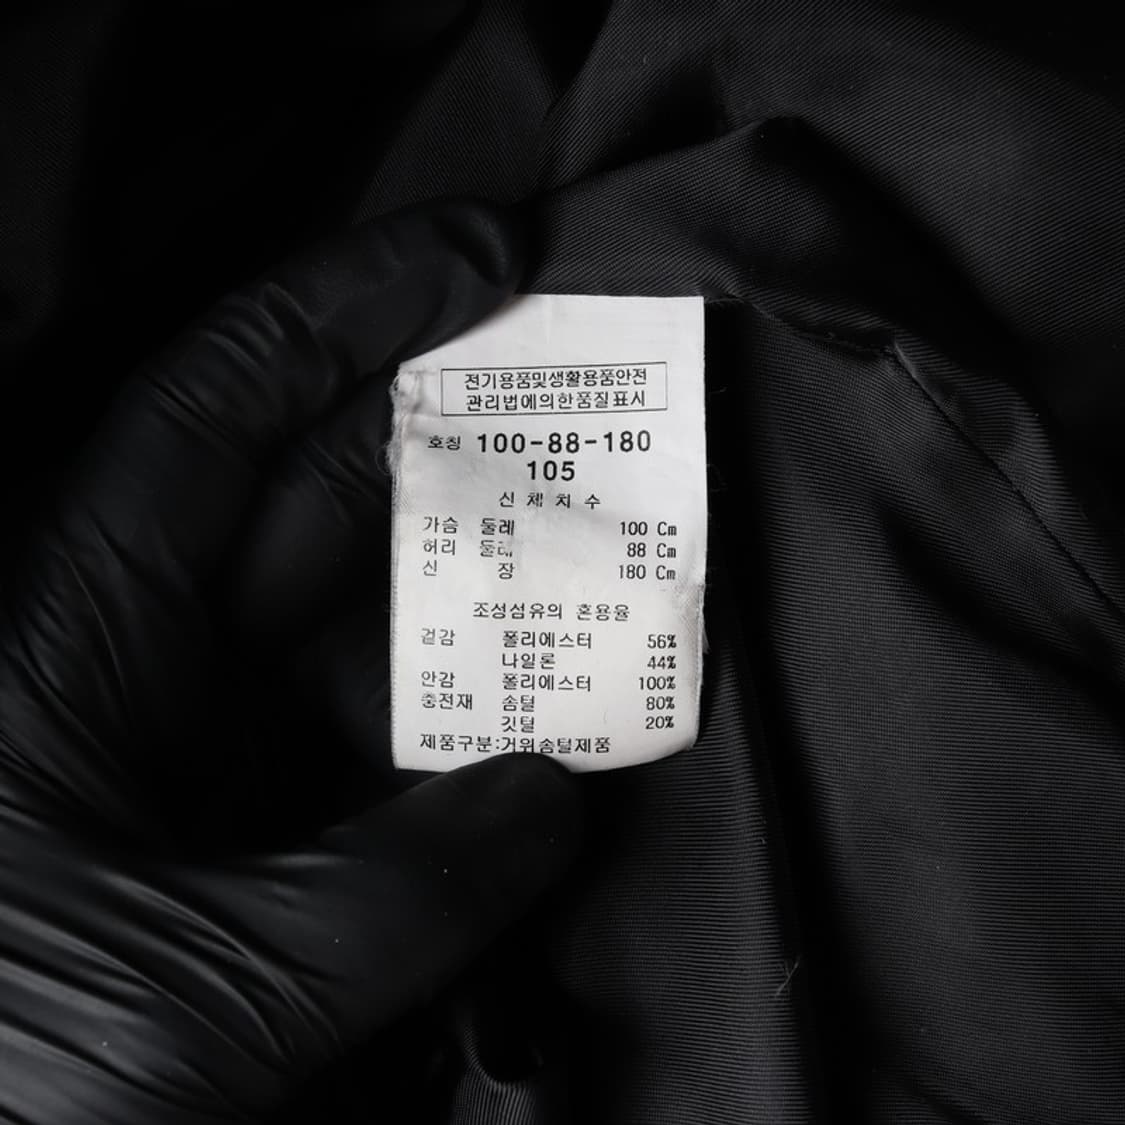 전기용품및생활용품안전
관리법에의한품질표시
호칭 100-88-180
105
신 체 치 수
가슴 둘레 100 Cm
허리 둘레 88 Cm
신 장 180 Cm
조성섬유의 혼용율
겉감 폴리에스터 56%
나일론 44%
안감 폴리에스터 100%
충전재 솜털 80%
깃털 20%
제품구분:거위솜털제품